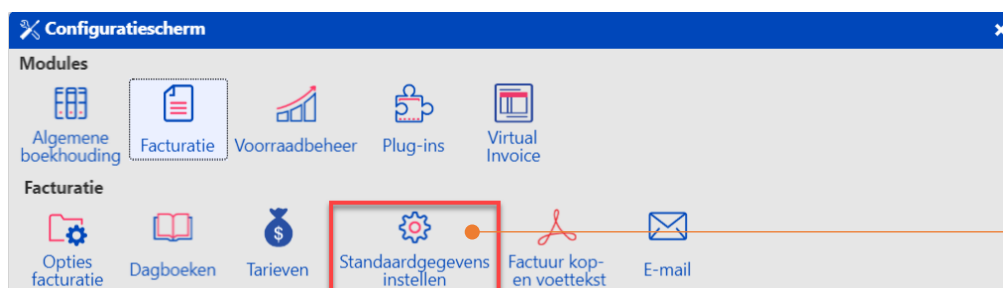 Configuratiescherm
Modules
Algemene
boekhouding
Facturatie
Voorraadbeheer
Plug-ins
Virtual
Invoice
Facturatie
Opties
facturatie
Dagboeken
$
Tarieven
Standaardgegevens
instellen
Factuur kop-
en voettekst
E-mail